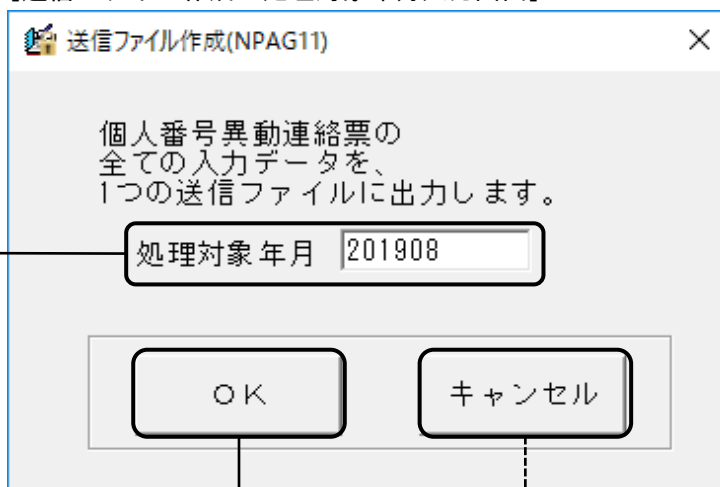 送信ファイル作成(NPAG11)
個人番号異動連絡票の
全ての入力データを、
1つの送信ファイルに出力します。
処理対象年月 201908
OK キャンセル